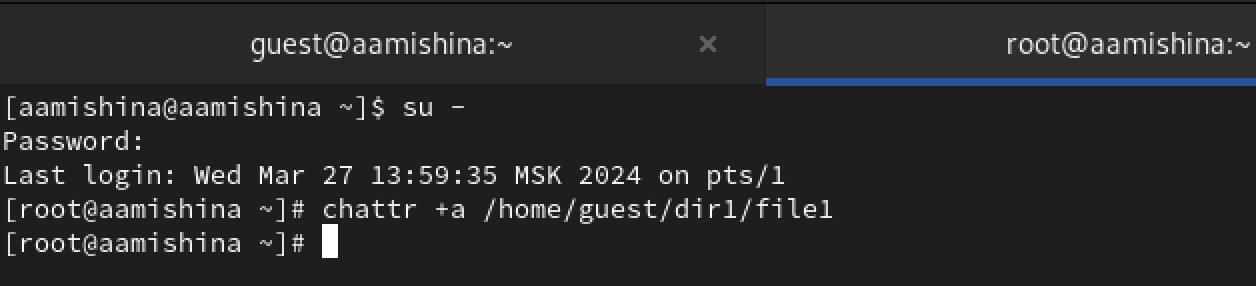 guest@aamishina:~ × root@aamishina:~
[aamishina@aamishina ~]$ su -
Password:
Last login: Wed Mar 27 13:59:35 MSK 2024 on pts/1
[root@aamishina ~]# chattr +a /home/guest/dir1/file1
[root@aamishina ~]#